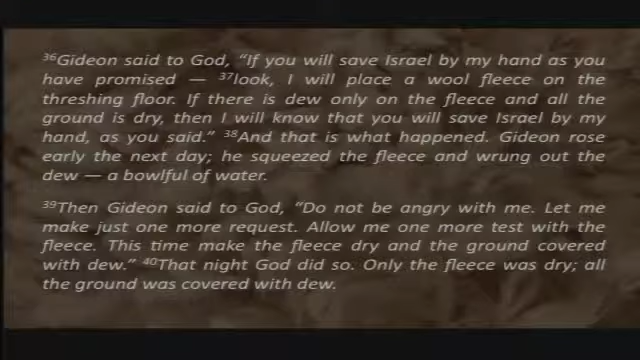 ³⁶Gideon said to God, “If you will save Israel by my hand as you
have promised — ³⁷look, I will place a wool fleece on the
threshing floor. If there is dew only on the fleece and all the
ground is dry, then I will know that you will save Israel by my
hand, as you said.” ³⁸And that is what happened. Gideon rose
early the next day; he squeezed the fleece and wrung out the
dew — a bowlful of water.
³⁹Then Gideon said to God, “Do not be angry with me. Let me
make just one more request. Allow me one more test with the
fleece. This time make the fleece dry and the ground covered
with dew.” ⁴⁰That night God did so. Only the fleece was dry; all
the ground was covered with dew.